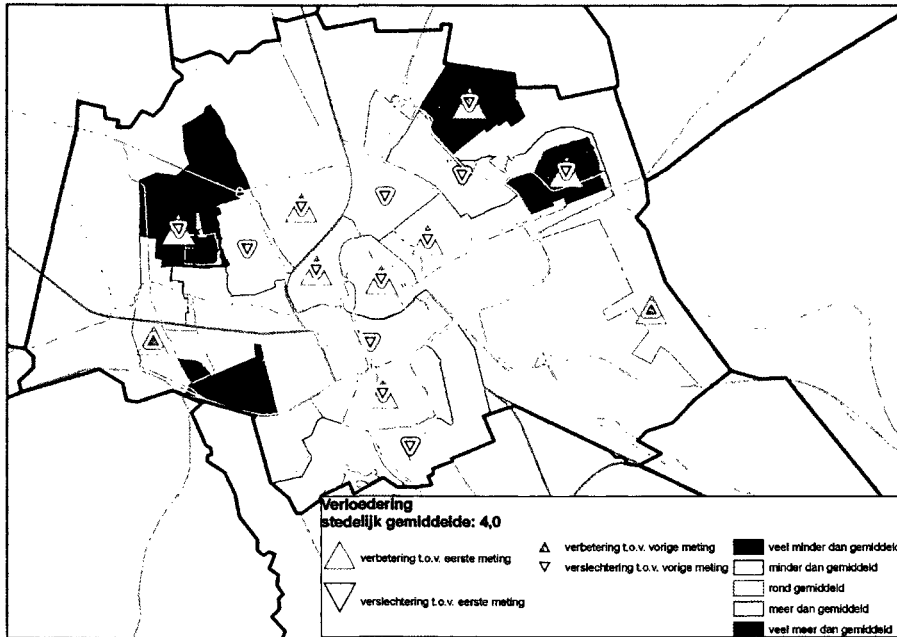 Verloedering
stedelijk gemiddelde: 4,0
verbetering t.o.v. eerste meting
verslechtering t.o.v. eerste meting
verbetering t.o.v. vorige meting
verslechtering t.o.v. vorige meting
veel minder dan gemiddeld
minder dan gemiddeld
rond gemiddeld
meer dan gemiddeld
veel meer dan gemiddeld